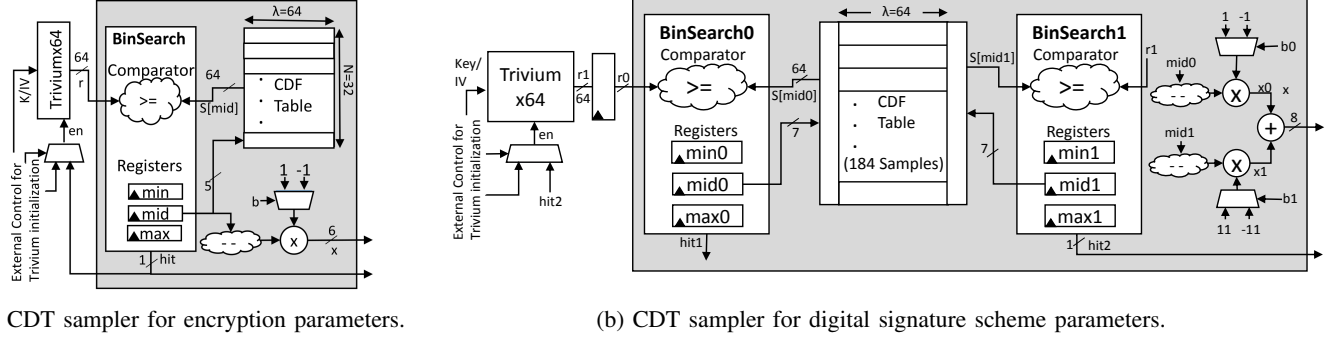 λ=64
BinSearch
Comparator
>=
Triviumx64
64
r
K/IV
en
External Control for
Trivium initialization
64
S[mid]
CDF
Table
N=32
Registers
min
mid
max
5
1 -1
b
--
x
6
x
1 hit
CDT sampler for encryption parameters.
λ=64
BinSearch0
Comparator
>=
Key/
IV
Trivium
x64
r1
64
r0
en
hit2
External Control for
Trivium initialization
64
S[mid0]
7
Registers
min0
mid0
max0
hit1
CDF
Table
(184 Samples)
S[mid1]
7
BinSearch1
Comparator
>=
r1
Registers
min1
mid1
max1
1 hit2
1 -1
b0
mid0
--
X
x0
x
+
8
mid1
--
X
x1
b1
11 -11
(b) CDT sampler for digital signature scheme parameters.